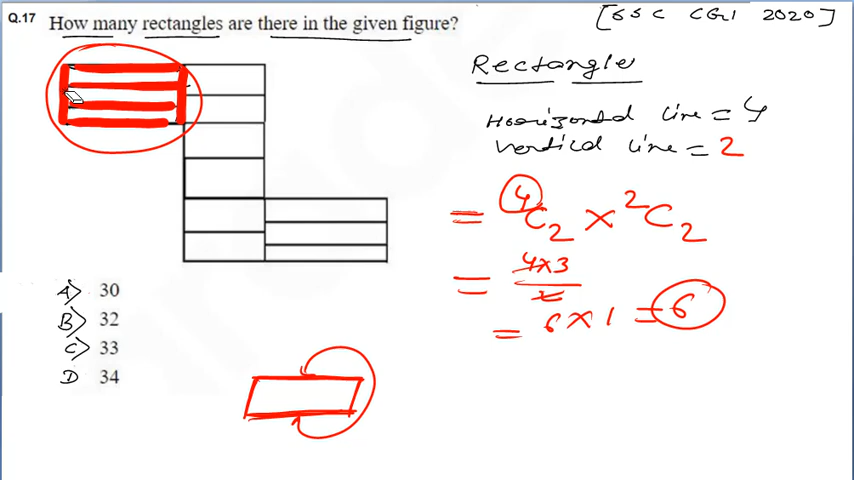 Q.17 How many rectangles are there in the given figure?
[SSC CGL 2020]
Rectangle
Horizontal line = 4
Vertical line = 2
= 4C2 × 2C2
= 4×3
2
= 6×1 = 6
A) 30
B) 32
C) 33
D 34